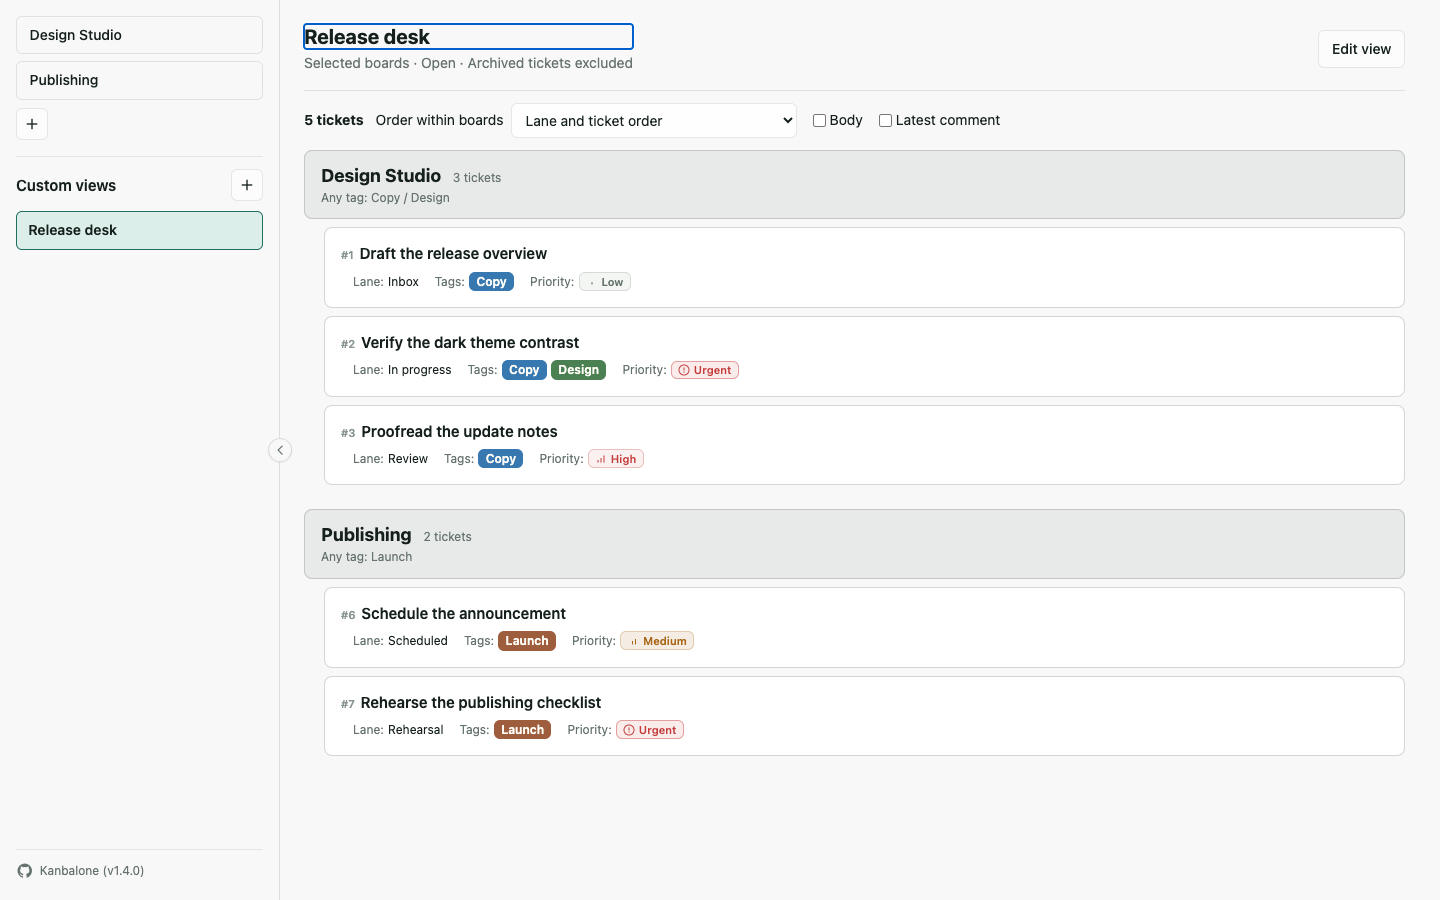 Design Studio
Publishing
+
Custom views +
Release desk
Kanbalone (v1.4.0)
Release desk
Selected boards · Open · Archived tickets excluded
Edit view
5 tickets Order within boards Lane and ticket order Body Latest comment
Design Studio 3 tickets
Any tag: Copy / Design
#1 Draft the release overview
Lane: Inbox Tags: Copy Priority: Low
#2 Verify the dark theme contrast
Lane: In progress Tags: Copy Design Priority: Urgent
#3 Proofread the update notes
Lane: Review Tags: Copy Priority: High
Publishing 2 tickets
Any tag: Launch
#6 Schedule the announcement
Lane: Scheduled Tags: Launch Priority: Medium
#7 Rehearse the publishing checklist
Lane: Rehearsal Tags: Launch Priority: Urgent